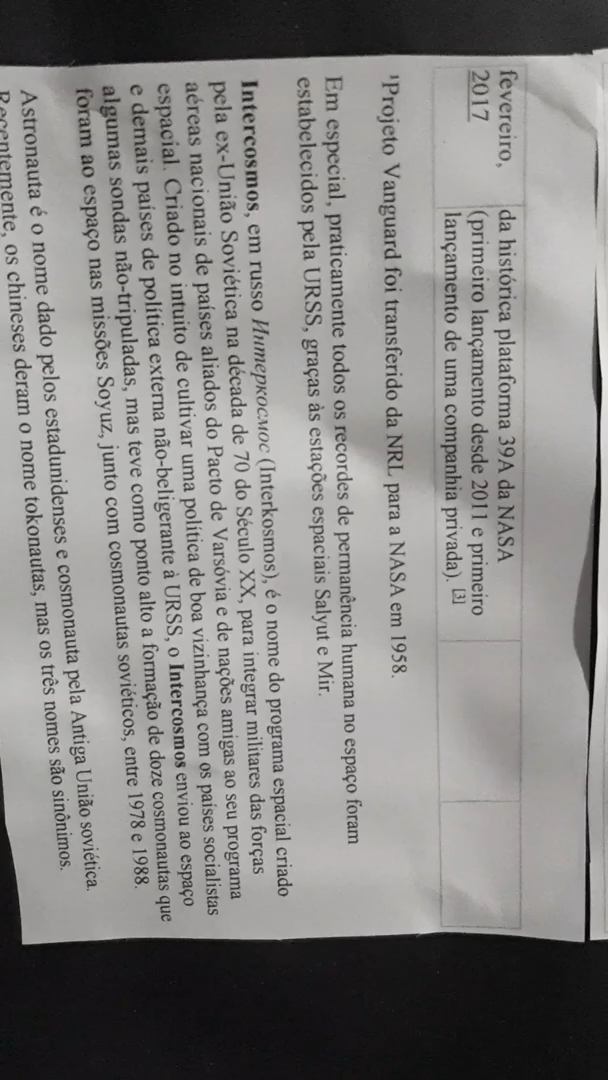 fevereiro,
2017
da histórica plataforma 39A da NASA
(primeiro lançamento desde 2011 e primeiro
lançamento de uma companhia privada). [3]
¹Projeto Vanguard foi transferido da NRL para a NASA em 1958.
Em especial, praticamente todos os recordes de permanência humana no espaço foram
estabelecidos pela URSS, graças às estações espaciais Salyut e Mir.
Intercosmos, em russo Интеркосмос (Interkosmos), é o nome do programa espacial criado
pela ex-União Soviética na década de 70 do Século XX, para integrar militares das forças
aéreas nacionais de países aliados do Pacto de Varsóvia e de nações amigas ao seu programa
espacial. Criado no intuito de cultivar uma política de boa vizinhança com os países socialistas
e demais países de política externa não-beligerante à URSS, o Intercosmos enviou ao espaço
algumas sondas não-tripuladas, mas teve como ponto alto a formação de doze cosmonautas que
foram ao espaço nas missões Soyuz, junto com cosmonautas soviéticos, entre 1978 e 1988.
Astronauta é o nome dado pelos estadunidenses e cosmonauta pela Antiga União soviética.
Recentemente, os chineses deram o nome tokonautas, mas os três nomes são sinônimos.